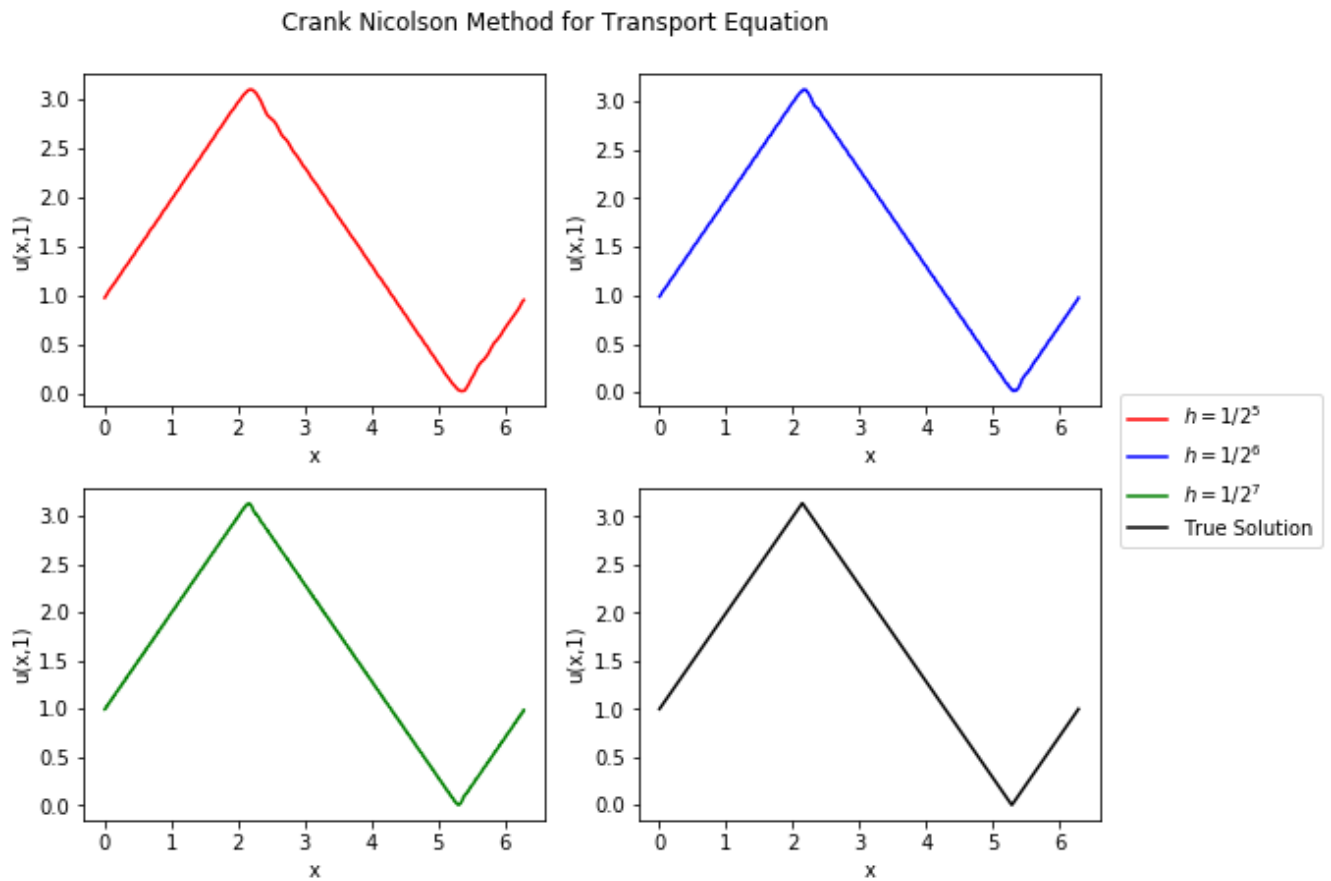 Crank Nicolson Method for Transport Equation
3.0
2.5
2.0
1.5
1.0
0.5
0.0
u(x,1)
0 1 2 3 4 5 6
x
3.0
2.5
2.0
1.5
1.0
0.5
0.0
u(x,1)
0 1 2 3 4 5 6
x
3.0
2.5
2.0
1.5
1.0
0.5
0.0
u(x,1)
0 1 2 3 4 5 6
x
3.0
2.5
2.0
1.5
1.0
0.5
0.0
u(x,1)
0 1 2 3 4 5 6
x
h = 1/2⁵
h = 1/2⁶
h = 1/2⁷
True Solution